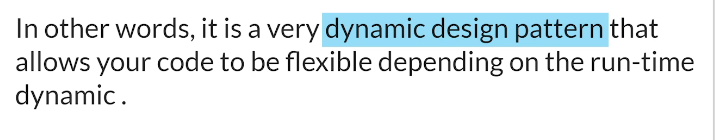 In other words, it is a very dynamic design pattern that
allows your code to be flexible depending on the run-time
dynamic .